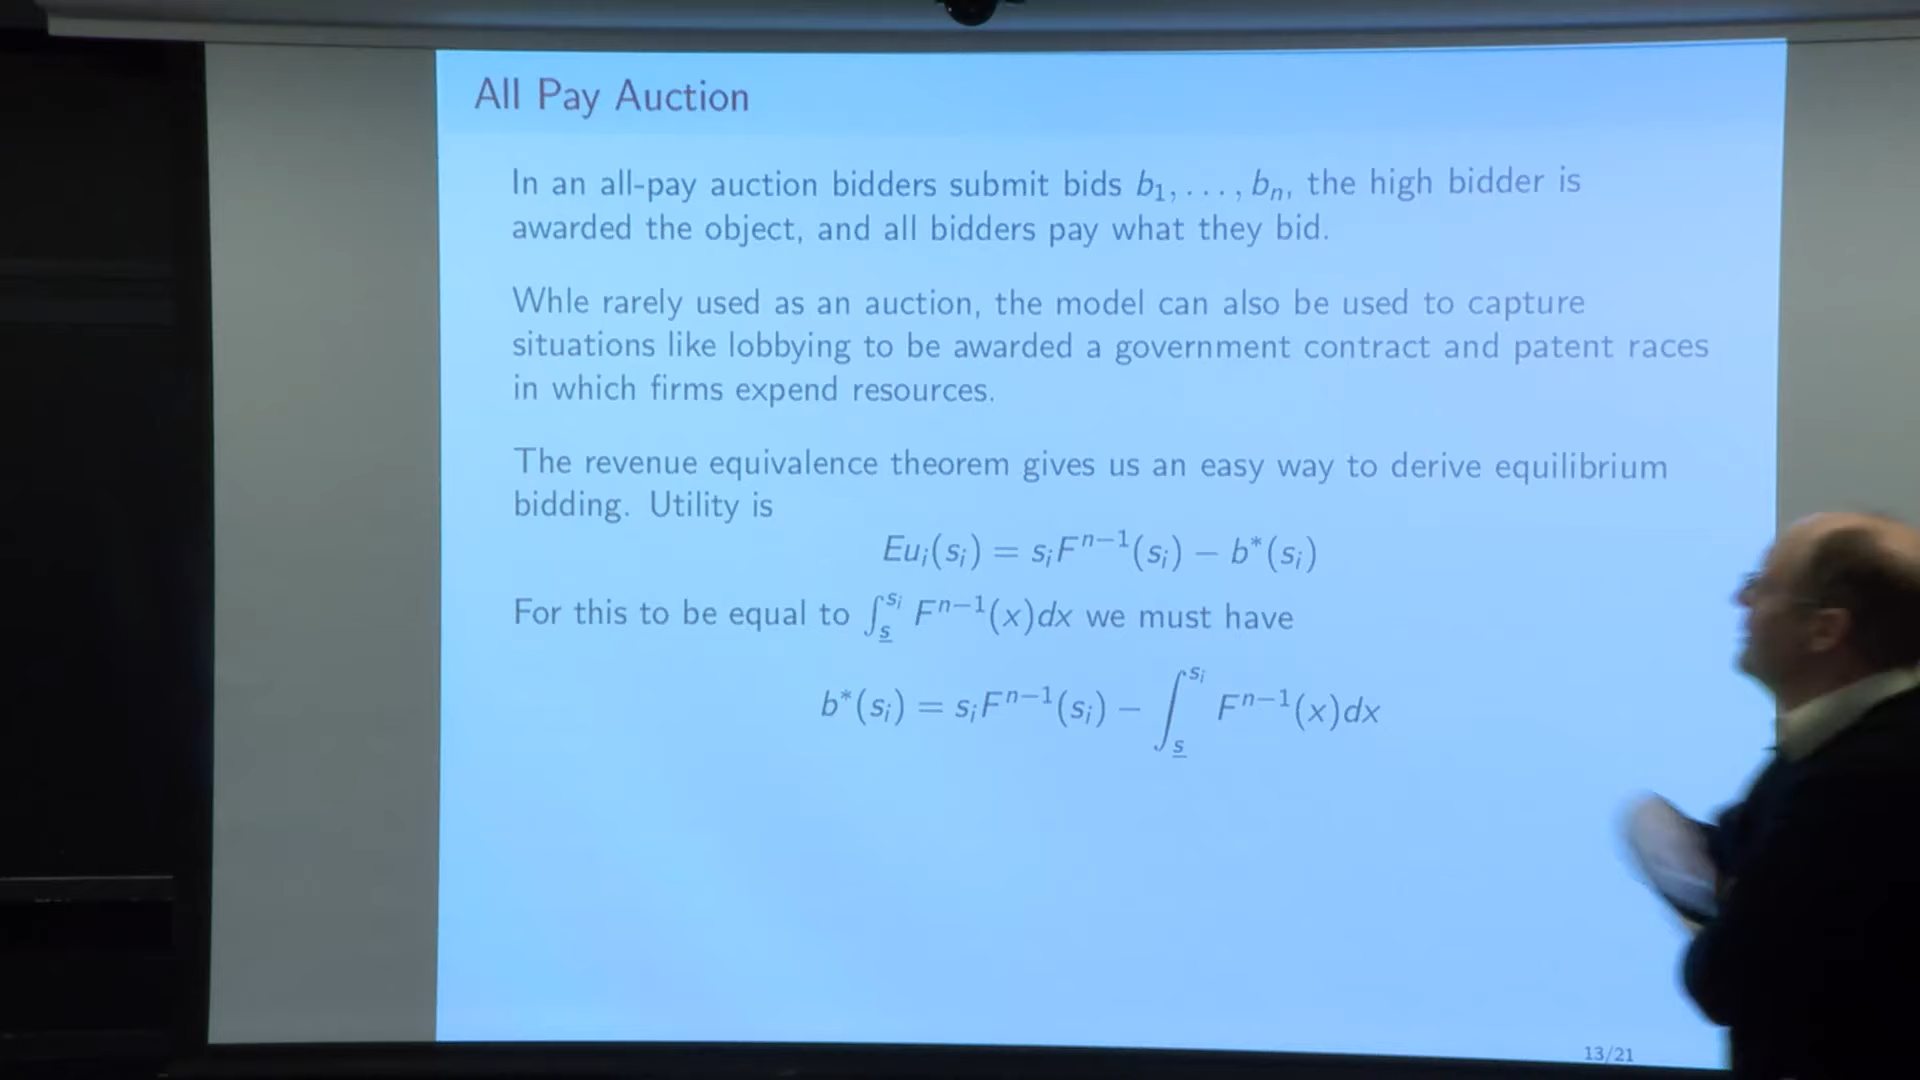 All Pay Auction
In an all-pay auction bidders submit bids b₁, . . . , bₙ, the high bidder is
awarded the object, and all bidders pay what they bid.
Whle rarely used as an auction, the model can also be used to capture
situations like lobbying to be awarded a government contract and patent races
in which firms expend resources.
The revenue equivalence theorem gives us an easy way to derive equilibrium
bidding. Utility is
Euᵢ(sᵢ) = sᵢFⁿ⁻¹(sᵢ) − b*(sᵢ)
For this to be equal to ∫_s̲^{sᵢ} Fⁿ⁻¹(x)dx we must have
b*(sᵢ) = sᵢFⁿ⁻¹(sᵢ) − ∫_s̲^{sᵢ} Fⁿ⁻¹(x)dx
13/21